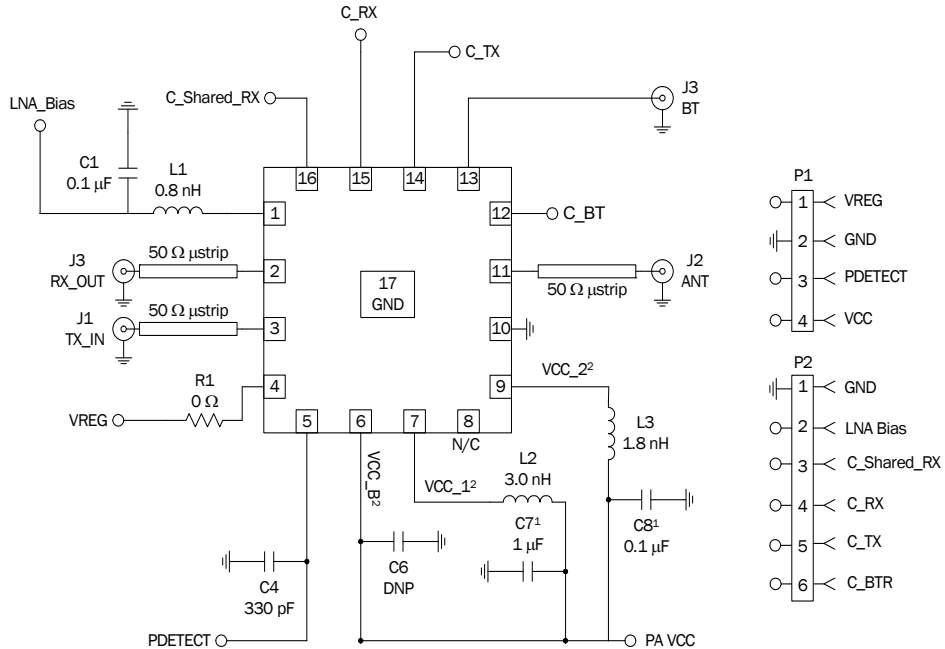 C_RX
C_TX
C_Shared_RX
J3
BT
LNA_Bias
C1
0.1 µF
L1
0.8 nH
16
15
14
13
1
12
C_BT
J3
RX_OUT
50 Ω µstrip
2
17
GND
11
50 Ω µstrip
J2
ANT
J1
TX_IN
50 Ω µstrip
3
10
R1
0 Ω
VREG
4
9
VCC_2²
5
6
7
8
N/C
L3
1.8 nH
VCC_B²
VCC_1²
L2
3.0 nH
C7¹
1 µF
C8¹
0.1 µF
C4
330 pF
C6
DNP
PDETECT
PA VCC
P1
1 VREG
2 GND
3 PDETECT
4 VCC
P2
1 GND
2 LNA Bias
3 C_Shared_RX
4 C_RX
5 C_TX
6 C_BTR